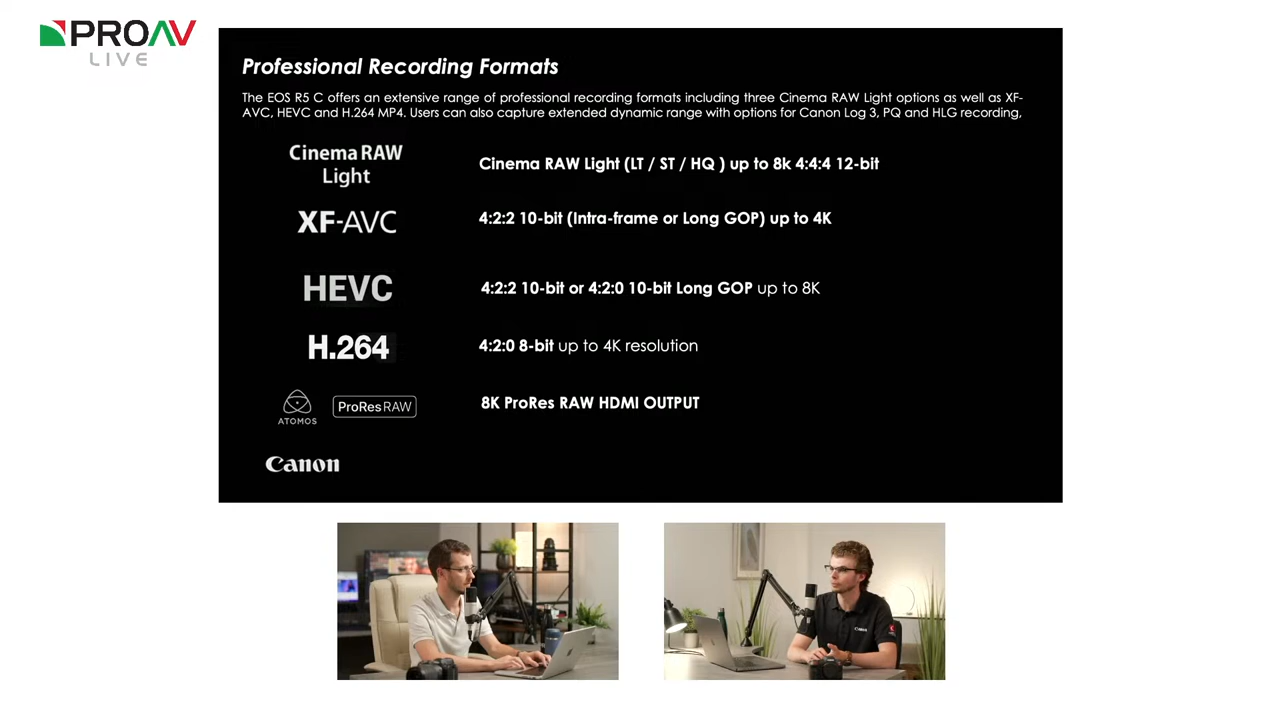 PROAV
LIVE
Professional Recording Formats
The EOS R5 C offers an extensive range of professional recording formats including three Cinema RAW Light options as well as XF-
AVC, HEVC and H.264 MP4. Users can also capture extended dynamic range with options for Canon Log 3, PQ and HLG recording,
Cinema RAW
Light
Cinema RAW Light (LT / ST / HQ ) up to 8k 4:4:4 12-bit
XF-AVC
4:2:2 10-bit (Intra-frame or Long GOP) up to 4K
HEVC
4:2:2 10-bit or 4:2:0 10-bit Long GOP up to 8K
H.264
4:2:0 8-bit up to 4K resolution
ATOMOS
ProRes RAW
8K ProRes RAW HDMI OUTPUT
Canon
Canon